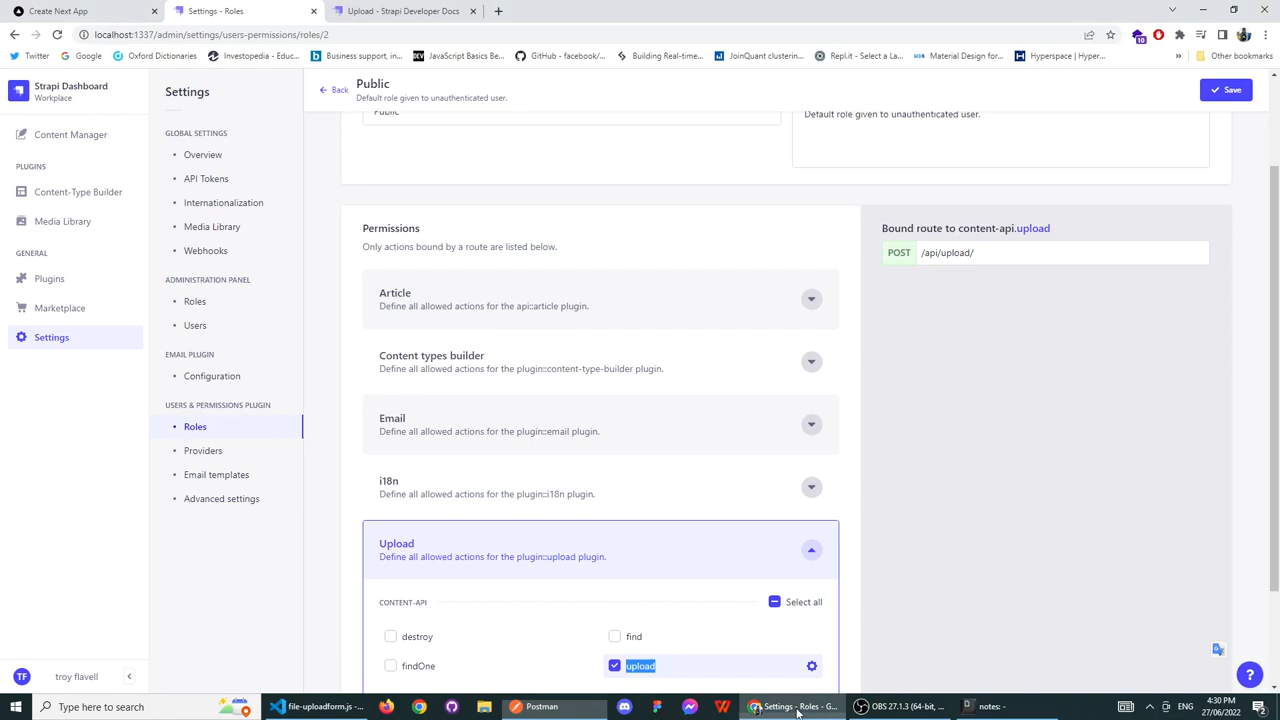 Create Next App
Settings - Roles
Upload - Strapi Developer Docs
localhost:1337/admin/settings/users-permissions/roles/2
10
Twitter
Google
Oxford Dictionaries
Investopedia - Educ...
Business support, in...
JavaScript Basics Be...
GitHub - facebook/...
Building Real-time...
JoinQuant clusterin...
Repl.it - Select a La...
Material Design for...
Hyperspace | Hyper...
»
Other bookmarks
Strapi Dashboard
Workplace
Content Manager
PLUGINS
Content-Type Builder
Media Library
GENERAL
Plugins
Marketplace
Settings
TF
troy flavell
Settings
GLOBAL SETTINGS
Overview
API Tokens
Internationalization
Media Library
Webhooks
ADMINISTRATION PANEL
Roles
Users
EMAIL PLUGIN
Configuration
USERS & PERMISSIONS PLUGIN
Roles
Providers
Email templates
Advanced settings
Back
Public
Default role given to unauthenticated user.
Save
Public
Default role given to unauthenticated user.
Permissions
Only actions bound by a route are listed below.
Article
Define all allowed actions for the api::article plugin.
Content types builder
Define all allowed actions for the plugin::content-type-builder plugin.
Email
Define all allowed actions for the plugin::email plugin.
i18n
Define all allowed actions for the plugin::i18n plugin.
Upload
Define all allowed actions for the plugin::upload plugin.
CONTENT-API
Select all
destroy
find
findOne
upload
Bound route to content-api.upload
POST /api/upload/
?
Type here to search
file-uploadform.js -...
Postman
Settings - Roles - G...
OBS 27.1.3 (64-bit, ...
notes: -
4:30 PM
27/06/2022